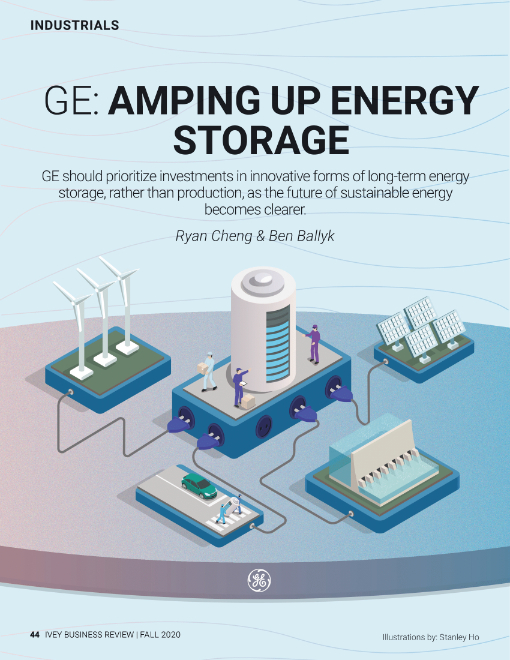 INDUSTRIALS
GE: AMPING UP ENERGY
STORAGE
GE should prioritize investments in innovative forms of long-term energy
storage, rather than production, as the future of sustainable energy
becomes clearer.
Ryan Cheng & Ben Ballyk
GE
44 IVEY BUSINESS REVIEW | FALL 2020
Illustrations by: Stanley Ho